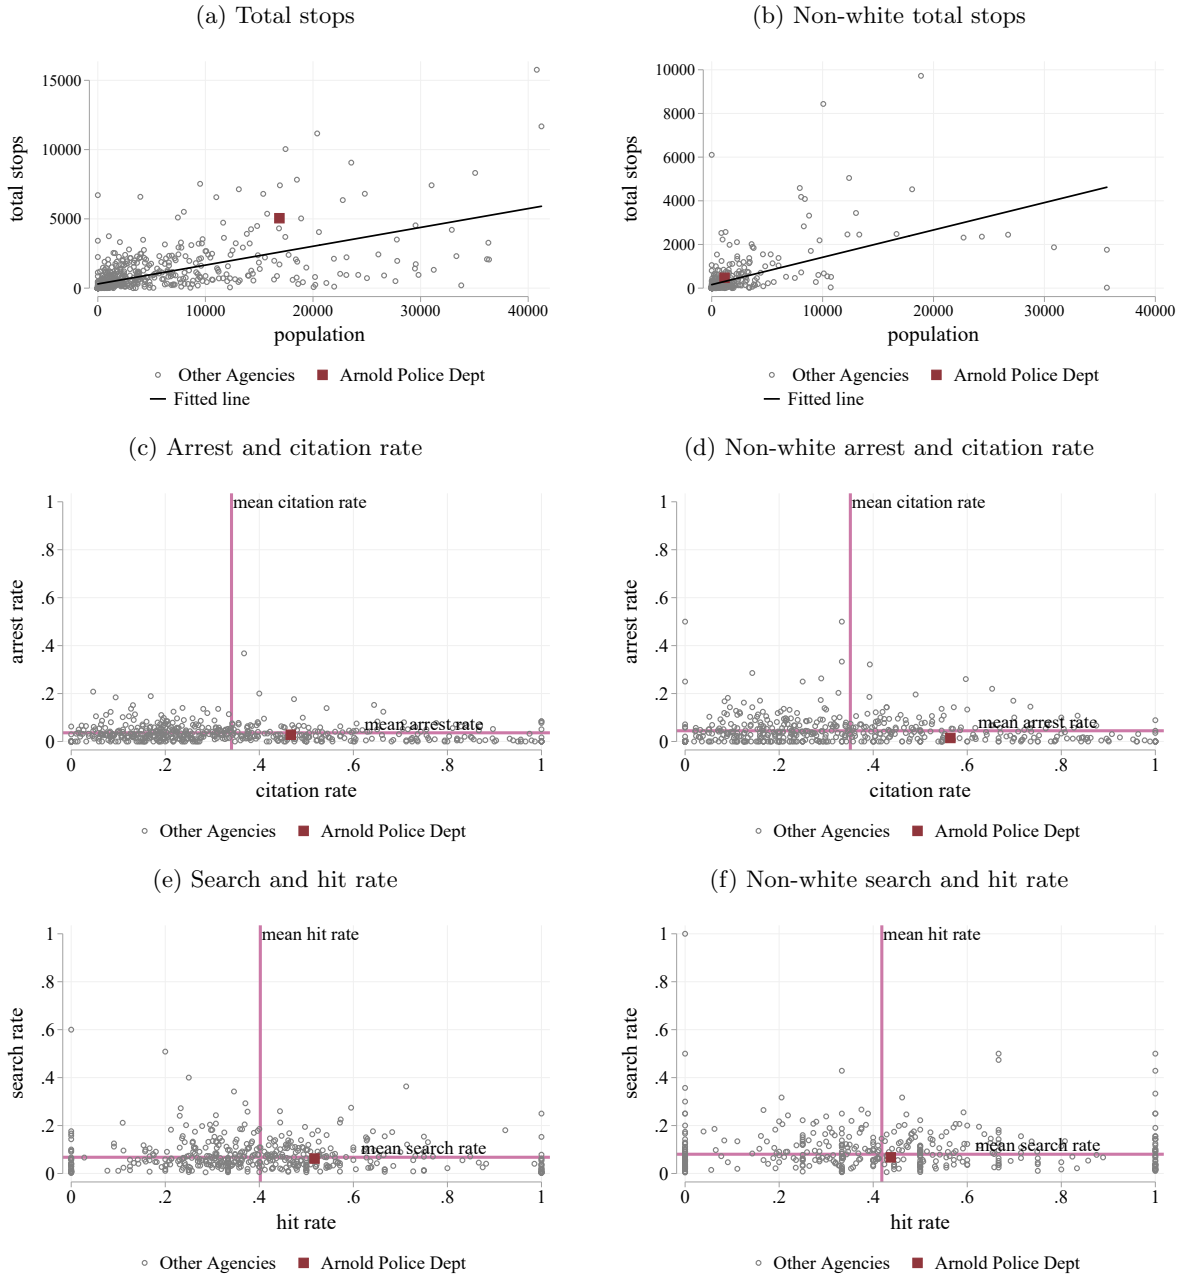 (a) Total stops
(b) Non-white total stops
total stops
15000
10000
5000
0
0 10000 20000 30000 40000
population
Other Agencies Arnold Police Dept
Fitted line
total stops
10000
8000
6000
4000
2000
0
0 10000 20000 30000 40000
population
Other Agencies Arnold Police Dept
Fitted line
(c) Arrest and citation rate
(d) Non-white arrest and citation rate
mean citation rate
arrest rate
1
.8
.6
.4
.2
0
mean arrest rate
0 .2 .4 .6 .8 1
citation rate
Other Agencies Arnold Police Dept
mean citation rate
arrest rate
1
.8
.6
.4
.2
0
mean arrest rate
0 .2 .4 .6 .8 1
citation rate
Other Agencies Arnold Police Dept
(e) Search and hit rate
(f) Non-white search and hit rate
mean hit rate
search rate
1
.8
.6
.4
.2
0
mean search rate
0 .2 .4 .6 .8 1
hit rate
Other Agencies Arnold Police Dept
mean hit rate
search rate
1
.8
.6
.4
.2
0
mean search rate
0 .2 .4 .6 .8 1
hit rate
Other Agencies Arnold Police Dept